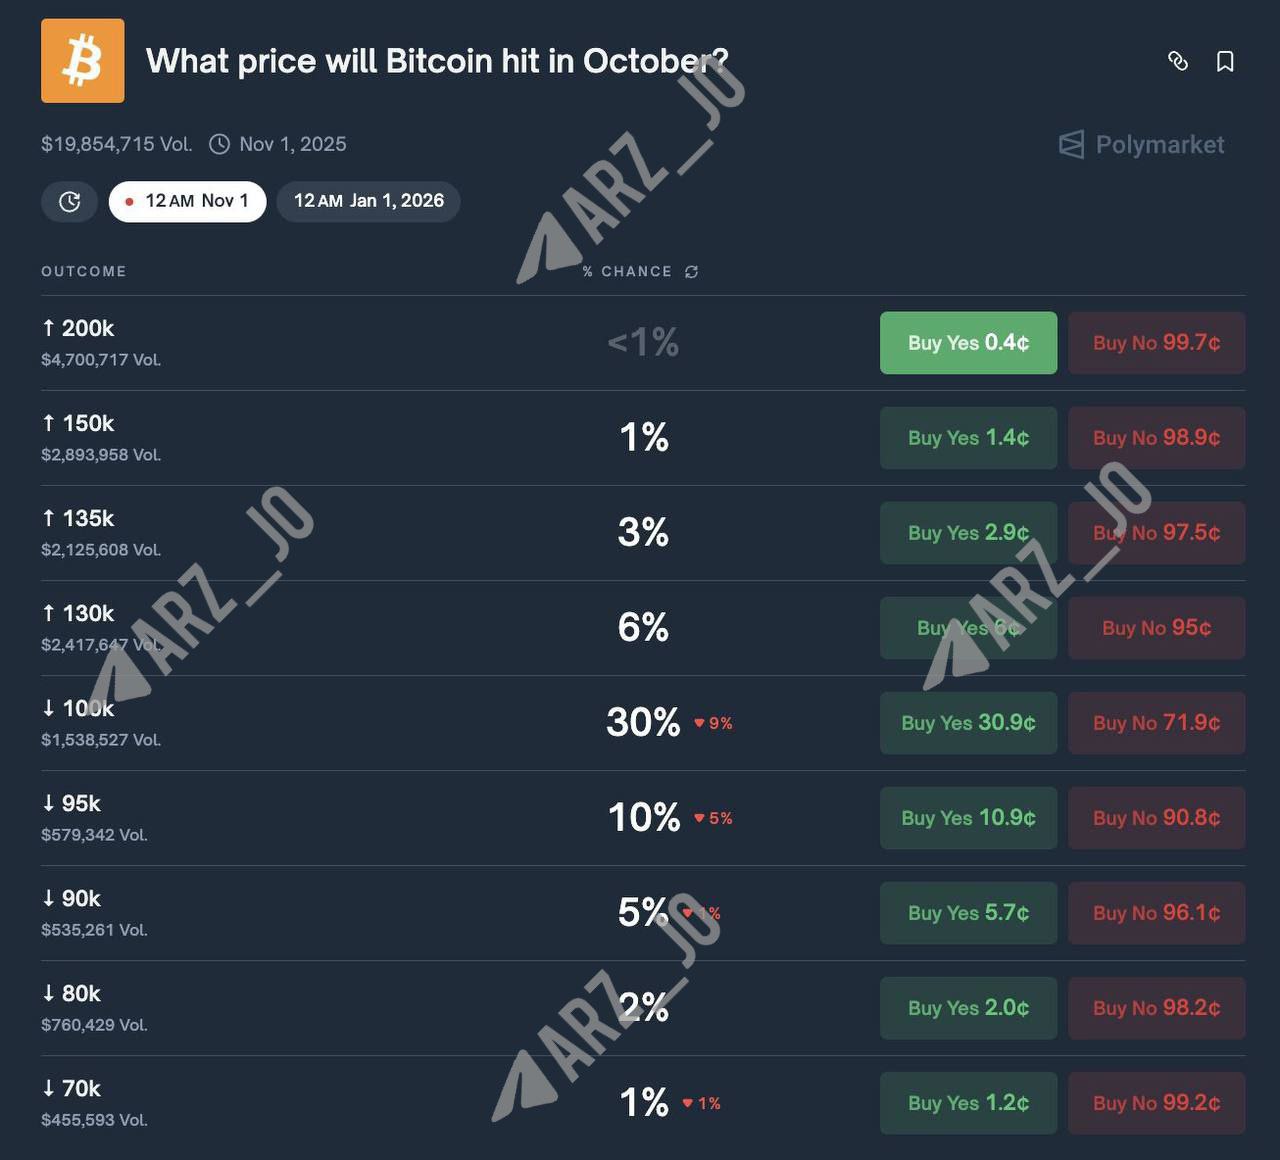 What price will Bitcoin hit in October?
$19,854,715 Vol. Nov 1, 2025
Polymarket
12 AM Nov 1 12 AM Jan 1, 2026
OUTCOME % CHANCE
↑ 200k
$4,700,717 Vol.
<1%
Buy Yes 0.4¢ Buy No 99.7¢
↑ 150k
$2,893,958 Vol.
1%
Buy Yes 1.4¢ Buy No 98.9¢
↑ 135k
$2,125,608 Vol.
3%
Buy Yes 2.9¢ Buy No 97.5¢
↑ 130k
$2,417,647 Vol.
6%
Buy Yes 6¢ Buy No 95¢
↓ 100k
$1,538,527 Vol.
30% ▼ 9%
Buy Yes 30.9¢ Buy No 71.9¢
↓ 95k
$579,342 Vol.
10% ▼ 5%
Buy Yes 10.9¢ Buy No 90.8¢
↓ 90k
$535,261 Vol.
5% ▼ 1%
Buy Yes 5.7¢ Buy No 96.1¢
↓ 80k
$760,429 Vol.
2%
Buy Yes 2.0¢ Buy No 98.2¢
↓ 70k
$455,593 Vol.
1% ▼ 1%
Buy Yes 1.2¢ Buy No 99.2¢
ARZ_JO
ARZ_JO
ARZ_JO
ARZ_JO